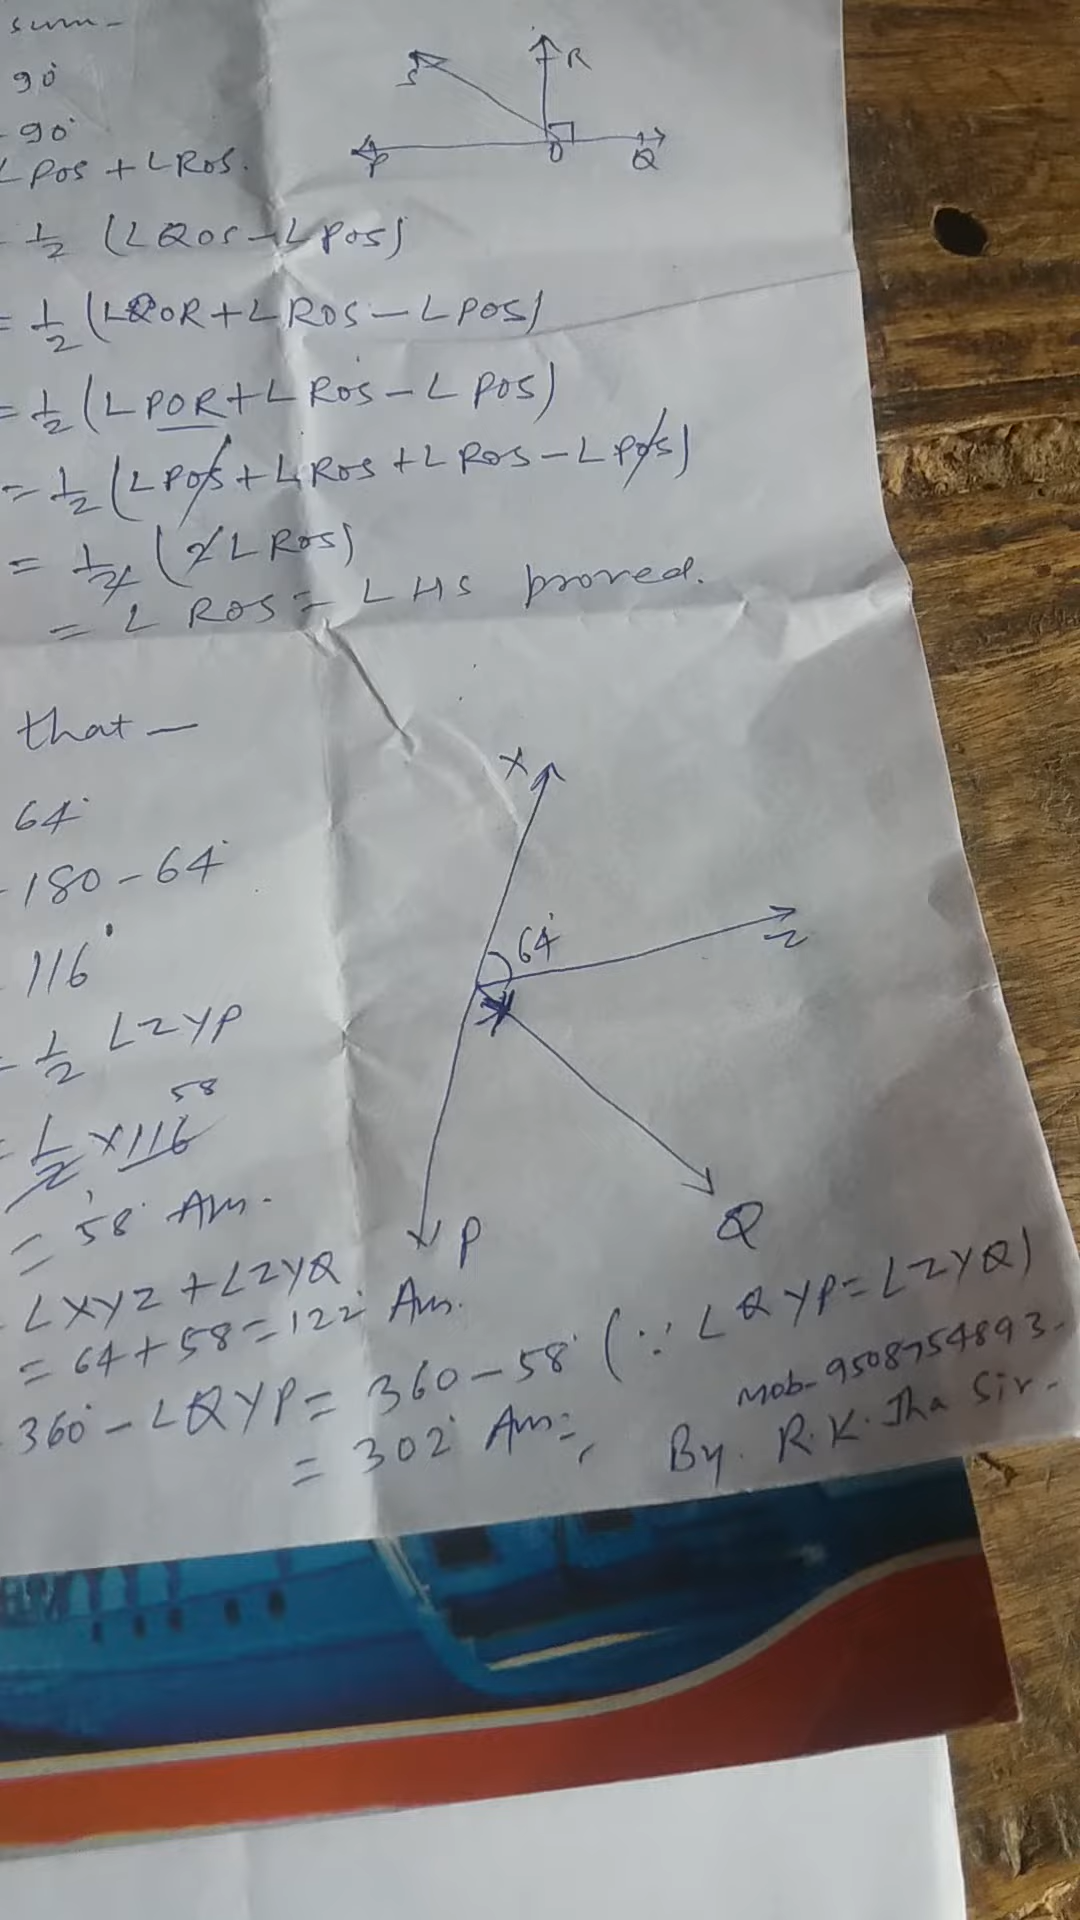 sum-
90°
-90°
∠POS + ∠ROS.
R
S
P
O
Q
= 1/2 (∠QOS - ∠POS)
= 1/2 (∠QOR + ∠ROS - ∠POS)
= 1/2 (∠POR + ∠ROS - ∠POS)
= 1/2 (∠POS + ∠ROS + ∠ROS - ∠POS)
= 1/2 (2∠ROS)
= ∠ROS = LHS proved.
that —
64°
-180-64°
116°
= 1/2 ∠ZYP
= 1/2 × 116 58
= 58° Ans.
X
64°
Z
P
Q
∠XYZ + ∠ZYQ
= 64 + 58 = 122° Ans.
360° - ∠QYP = 360 - 58° (∵ ∠QYP = ∠ZYQ)
= 302° Ans
Mob- 9508754893.
By. R.K. Jha Sir.